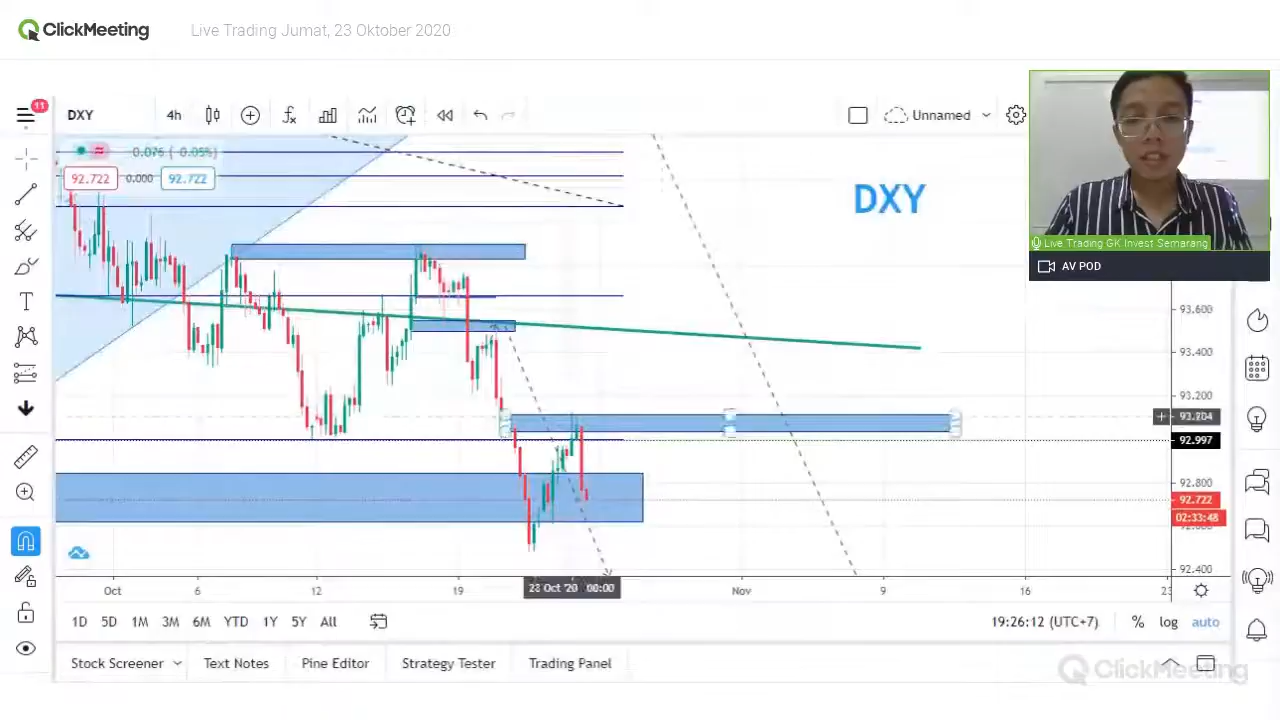 ClickMeeting
Live Trading Jumat, 23 Oktober 2020
11
DXY
4h
Unnamed
0.076 (-0.05%)
92.722
0.000
92.722
DXY
Live Trading GK Invest Semarang
AV POD
93.600
93.400
93.200
92.997
92.800
92.722
02:33:48
92.400
Oct
6
12
19
23 Oct '20 00:00
Nov
9
16
23
1D
5D
1M
3M
6M
YTD
1Y
5Y
All
19:26:12 (UTC+7)
%
log
auto
Stock Screener
Text Notes
Pine Editor
Strategy Tester
Trading Panel
ClickMeeting